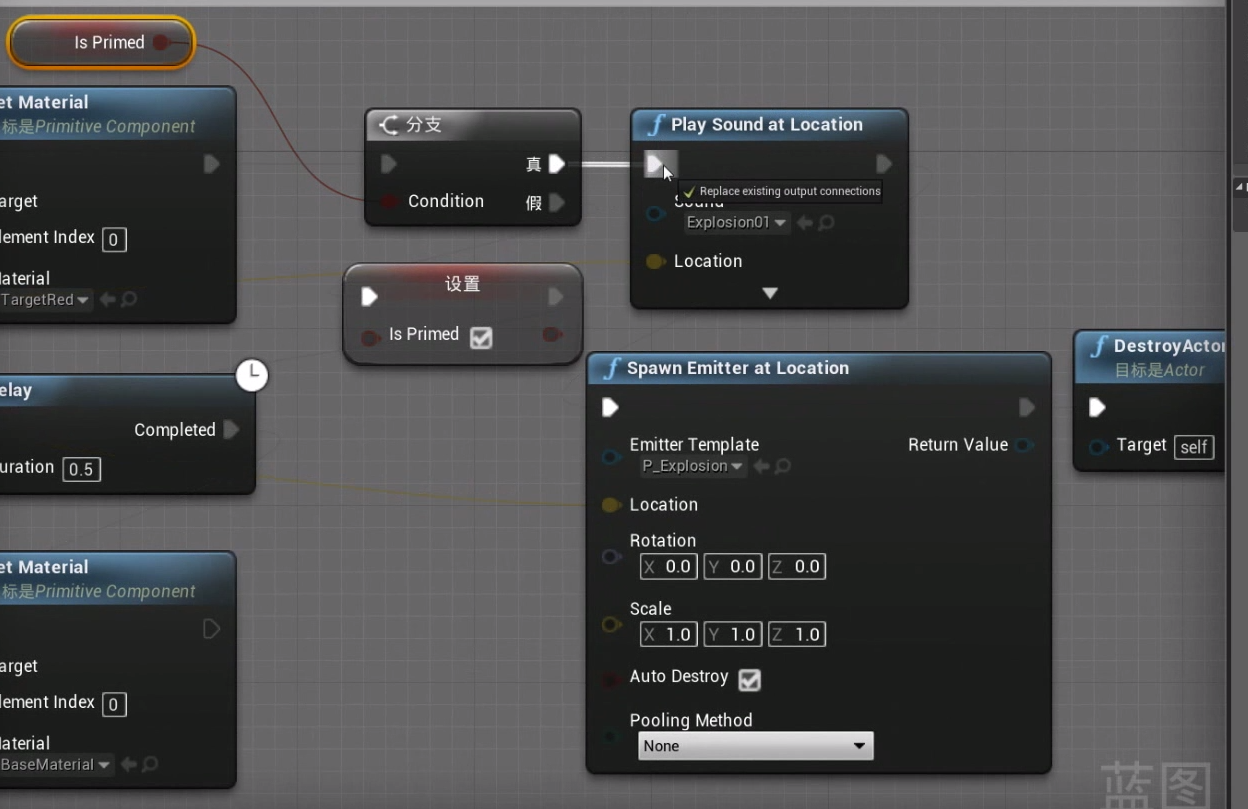 Is Primed
et Material
标是Primitive Component
arget
lement Index 0
Material
TargetRed
分支
真
Condition 假
Play Sound at Location
Replace existing output connections
Sound
Explosion01
Location
设置
Is Primed
elay
Completed
uration 0.5
Spawn Emitter at Location
Emitter Template Return Value
P_Explosion
Location
Rotation
X 0.0 Y 0.0 Z 0.0
Scale
X 1.0 Y 1.0 Z 1.0
Auto Destroy
Pooling Method
None
DestroyActor
目标是Actor
Target self
et Material
标是Primitive Component
arget
lement Index 0
Material
BaseMaterial
蓝图